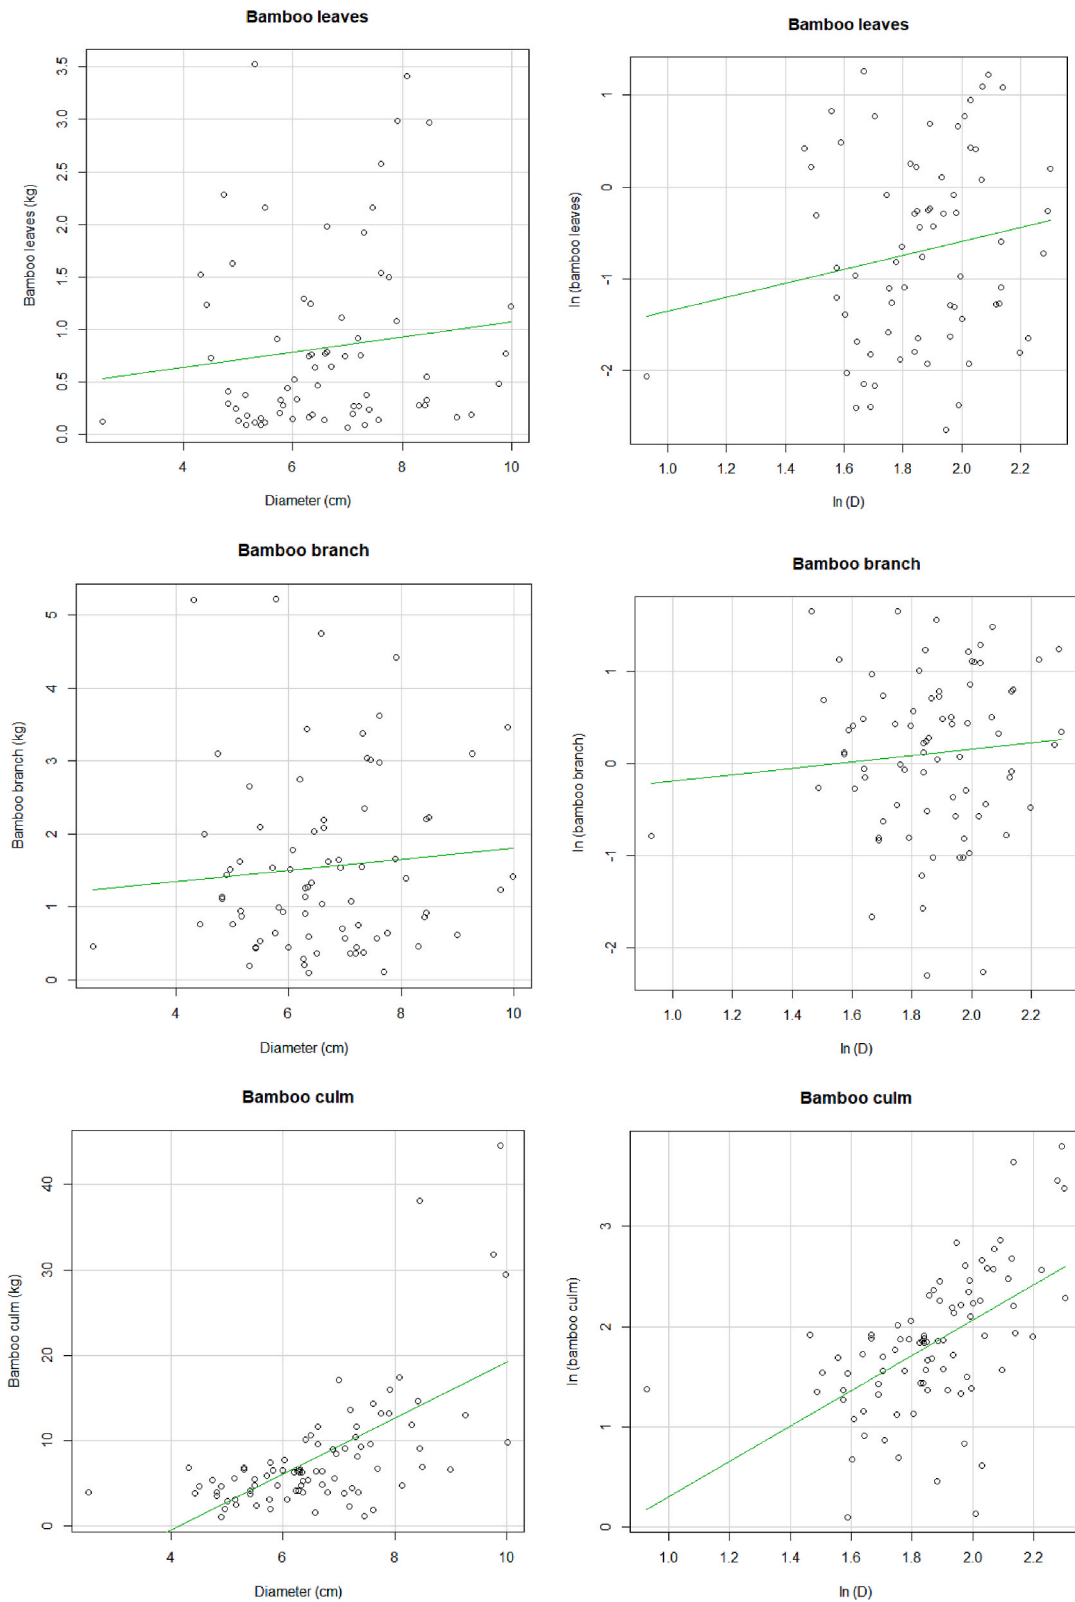 Bamboo leaves
Bamboo leaves (kg)
0.0 0.5 1.0 1.5 2.0 2.5 3.0 3.5
4 6 8 10
Diameter (cm)
Bamboo leaves
ln (bamboo leaves)
-2 -1 0 1
1.0 1.2 1.4 1.6 1.8 2.0 2.2
ln (D)
Bamboo branch
Bamboo branch (kg)
0 1 2 3 4 5
4 6 8 10
Diameter (cm)
Bamboo branch
ln (bamboo branch)
-2 -1 0 1
1.0 1.2 1.4 1.6 1.8 2.0 2.2
ln (D)
Bamboo culm
Bamboo culm (kg)
0 10 20 30 40
4 6 8 10
Diameter (cm)
Bamboo culm
ln (bamboo culm)
0 1 2 3
1.0 1.2 1.4 1.6 1.8 2.0 2.2
ln (D)